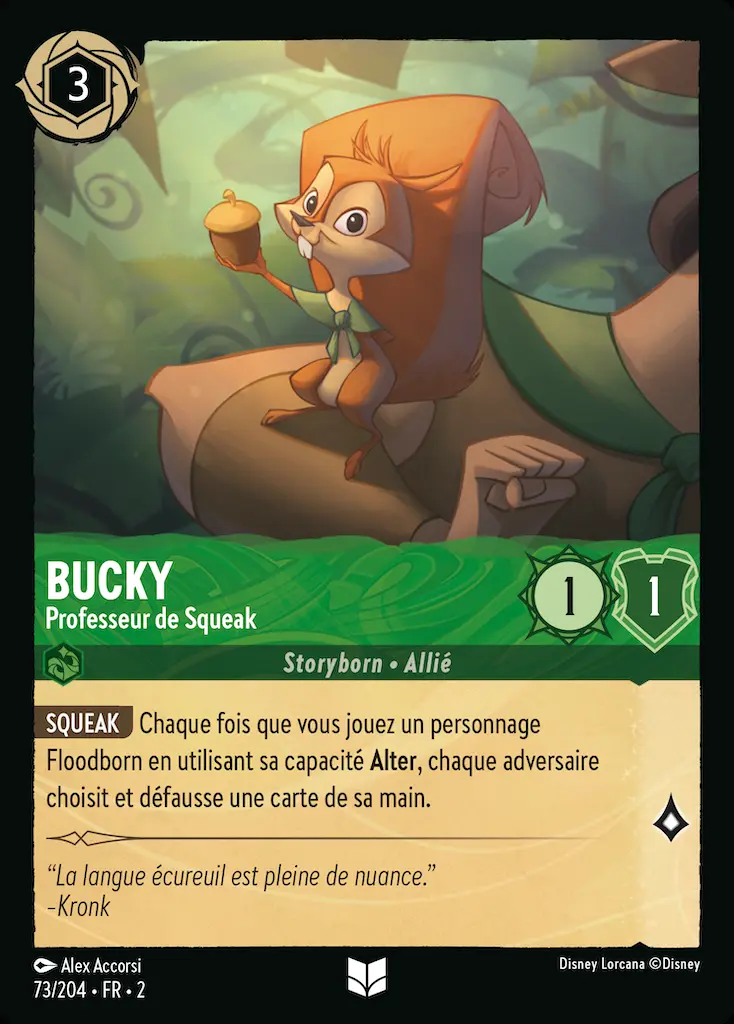 3
BUCKY
Professeur de Squeak
1
1
Storyborn • Allié
SQUEAK Chaque fois que vous jouez un personnage
Floodborn en utilisant sa capacité Alter, chaque adversaire
choisit et défausse une carte de sa main.
“La langue écureuil est pleine de nuance.”
-Kronk
Alex Accorsi
Disney Lorcana ©Disney
73/204 • FR • 2